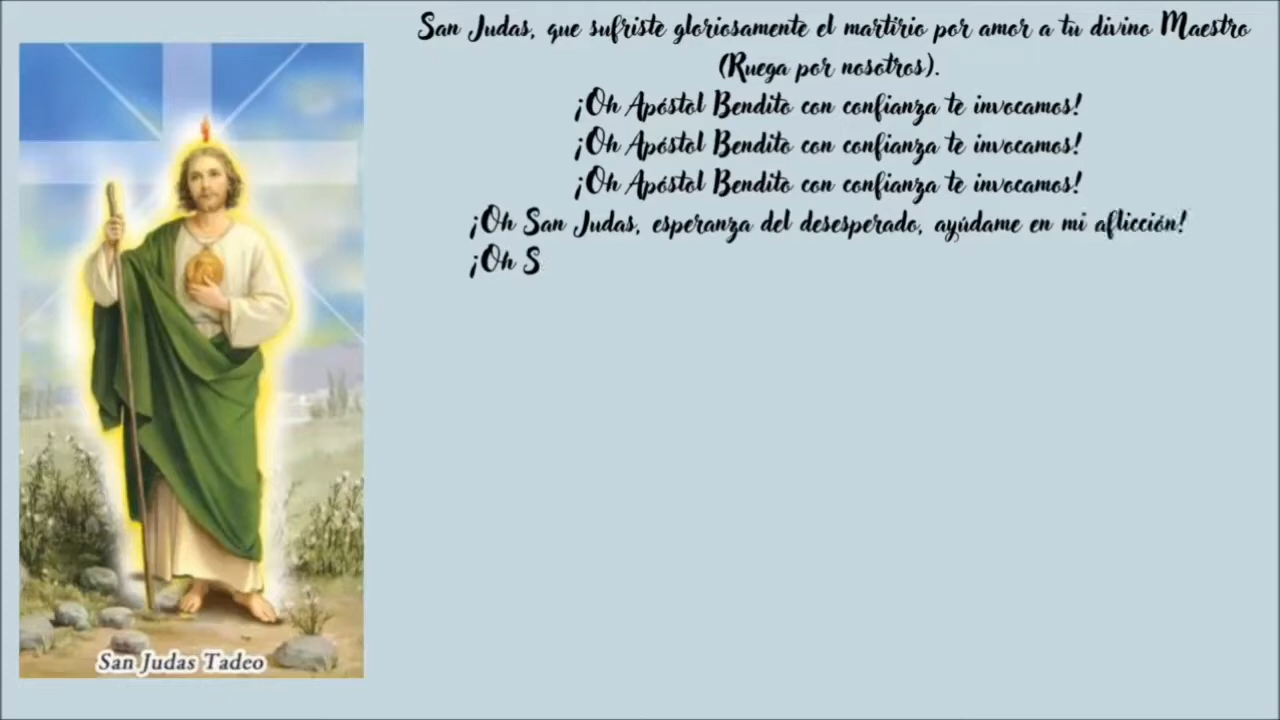 San Judas, que sufriste gloriosamente el martirio por amor a tu divino Maestro
(Ruega por nosotros).
¡Oh Apóstol Bendito con confianza te invocamos!
¡Oh Apóstol Bendito con confianza te invocamos!
¡Oh Apóstol Bendito con confianza te invocamos!
¡Oh San Judas, esperanza del desesperado, ayúdame en mi aflicción!
¡Oh S
San Judas Tadeo